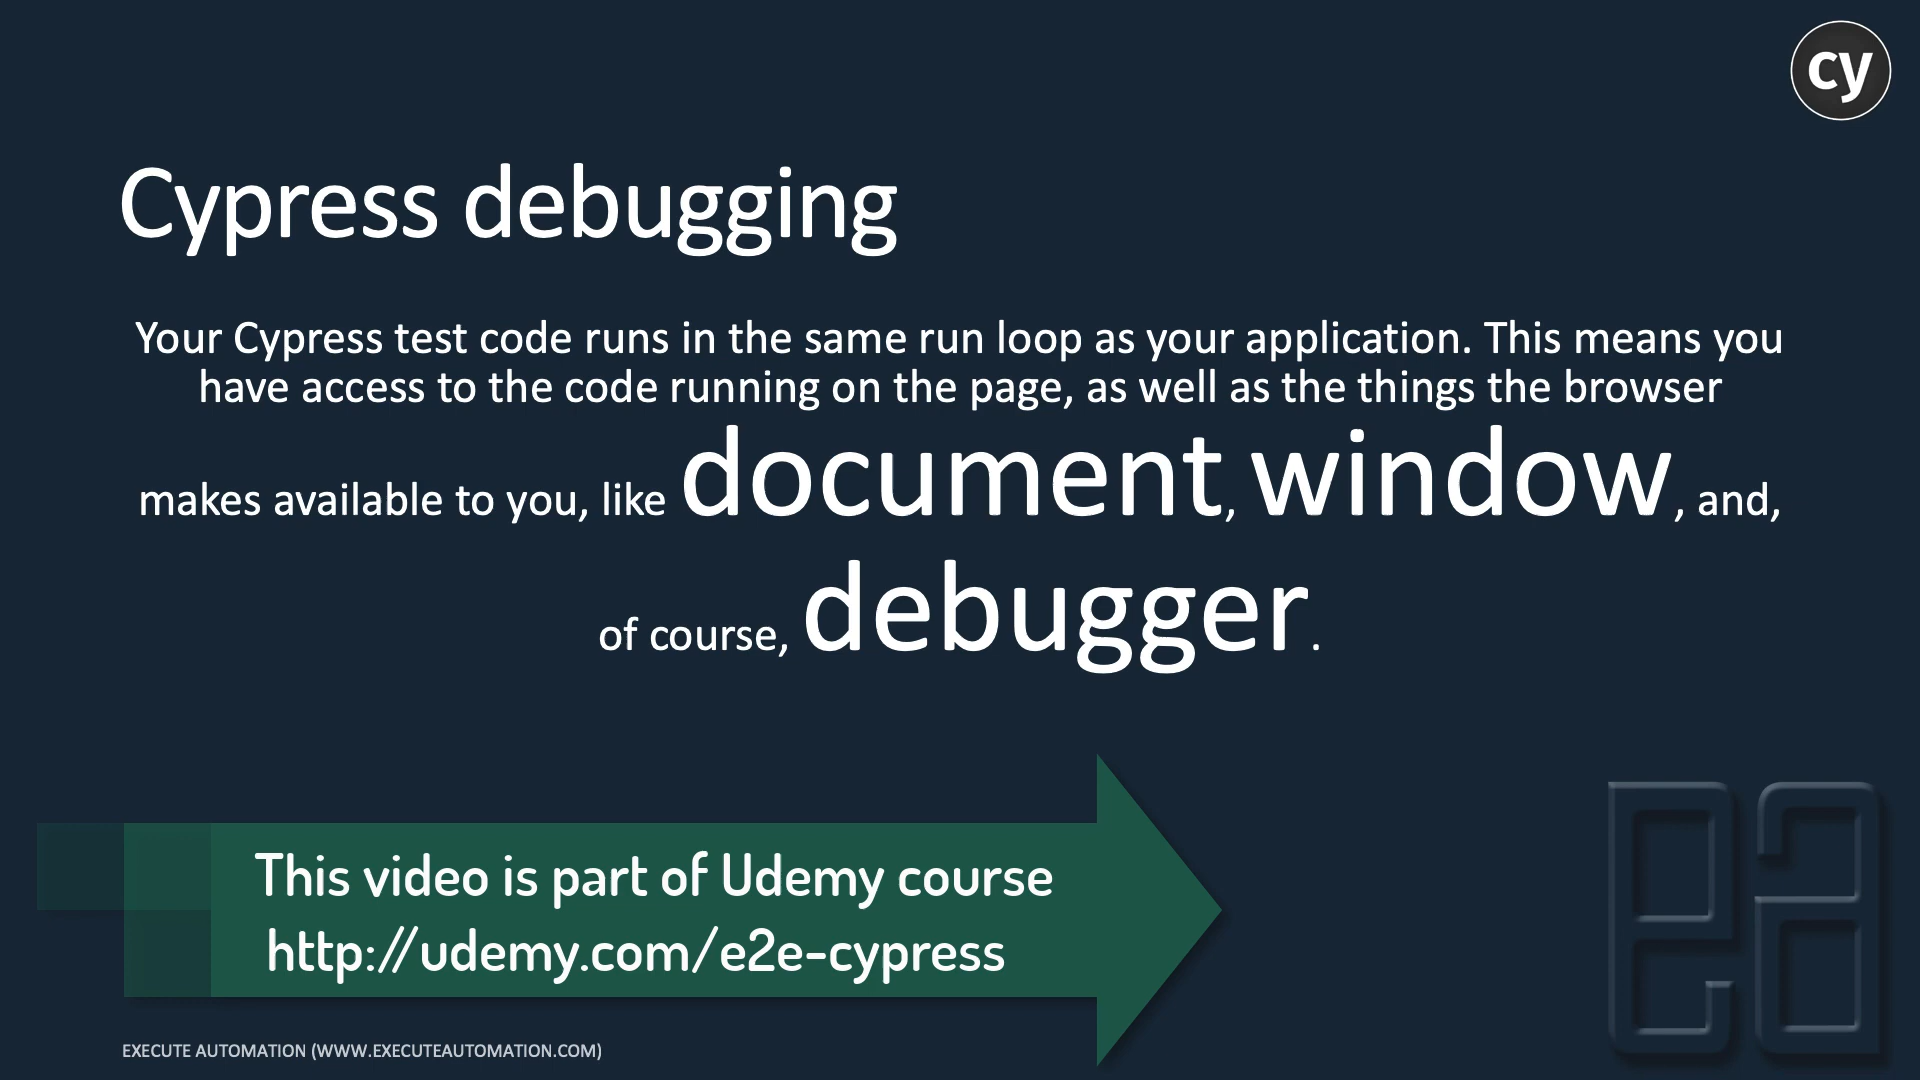 cy
Cypress debugging
Your Cypress test code runs in the same run loop as your application. This means you
have access to the code running on the page, as well as the things the browser
makes available to you, like document, window, and,
of course, debugger.
This video is part of Udemy course
http://udemy.com/e2e-cypress
ea
EXECUTE AUTOMATION (WWW.EXECUTEAUTOMATION.COM)